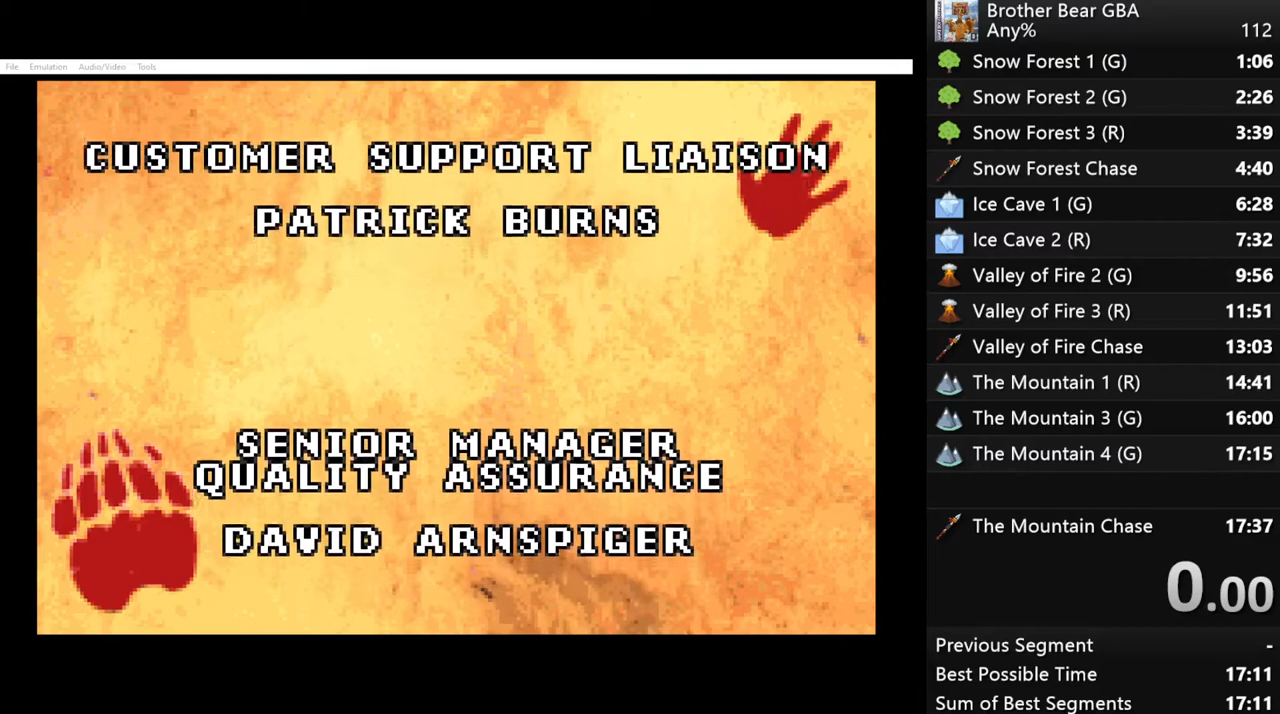 File Emulation Audio/Video Tools
CUSTOMER SUPPORT LIAISON
PATRICK BURNS
SENIOR MANAGER
QUALITY ASSURANCE
DAVID ARNSPIGER
Brother Bear GBA
Any% 112
Snow Forest 1 (G) 1:06
Snow Forest 2 (G) 2:26
Snow Forest 3 (R) 3:39
Snow Forest Chase 4:40
Ice Cave 1 (G) 6:28
Ice Cave 2 (R) 7:32
Valley of Fire 2 (G) 9:56
Valley of Fire 3 (R) 11:51
Valley of Fire Chase 13:03
The Mountain 1 (R) 14:41
The Mountain 3 (G) 16:00
The Mountain 4 (G) 17:15
The Mountain Chase 17:37
0.00
Previous Segment -
Best Possible Time 17:11
Sum of Best Segments 17:11